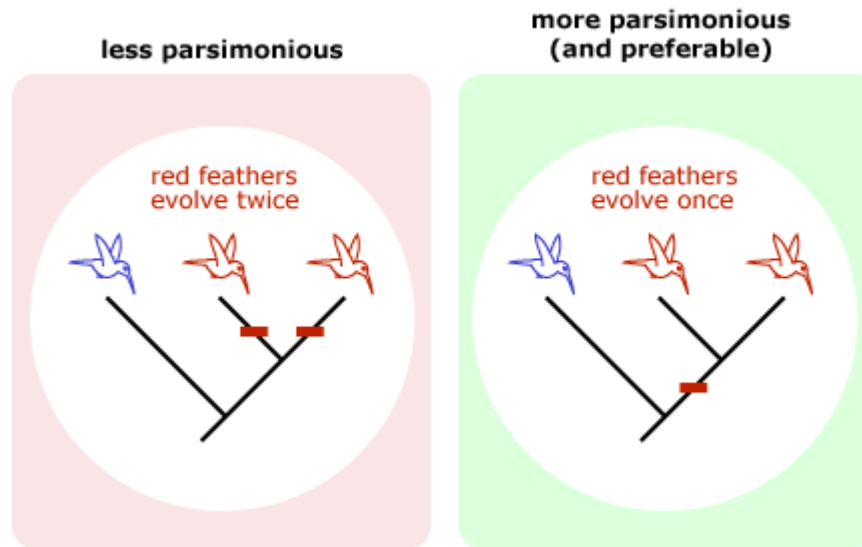 less parsimonious
more parsimonious
(and preferable)
red feathers
evolve twice
red feathers
evolve once